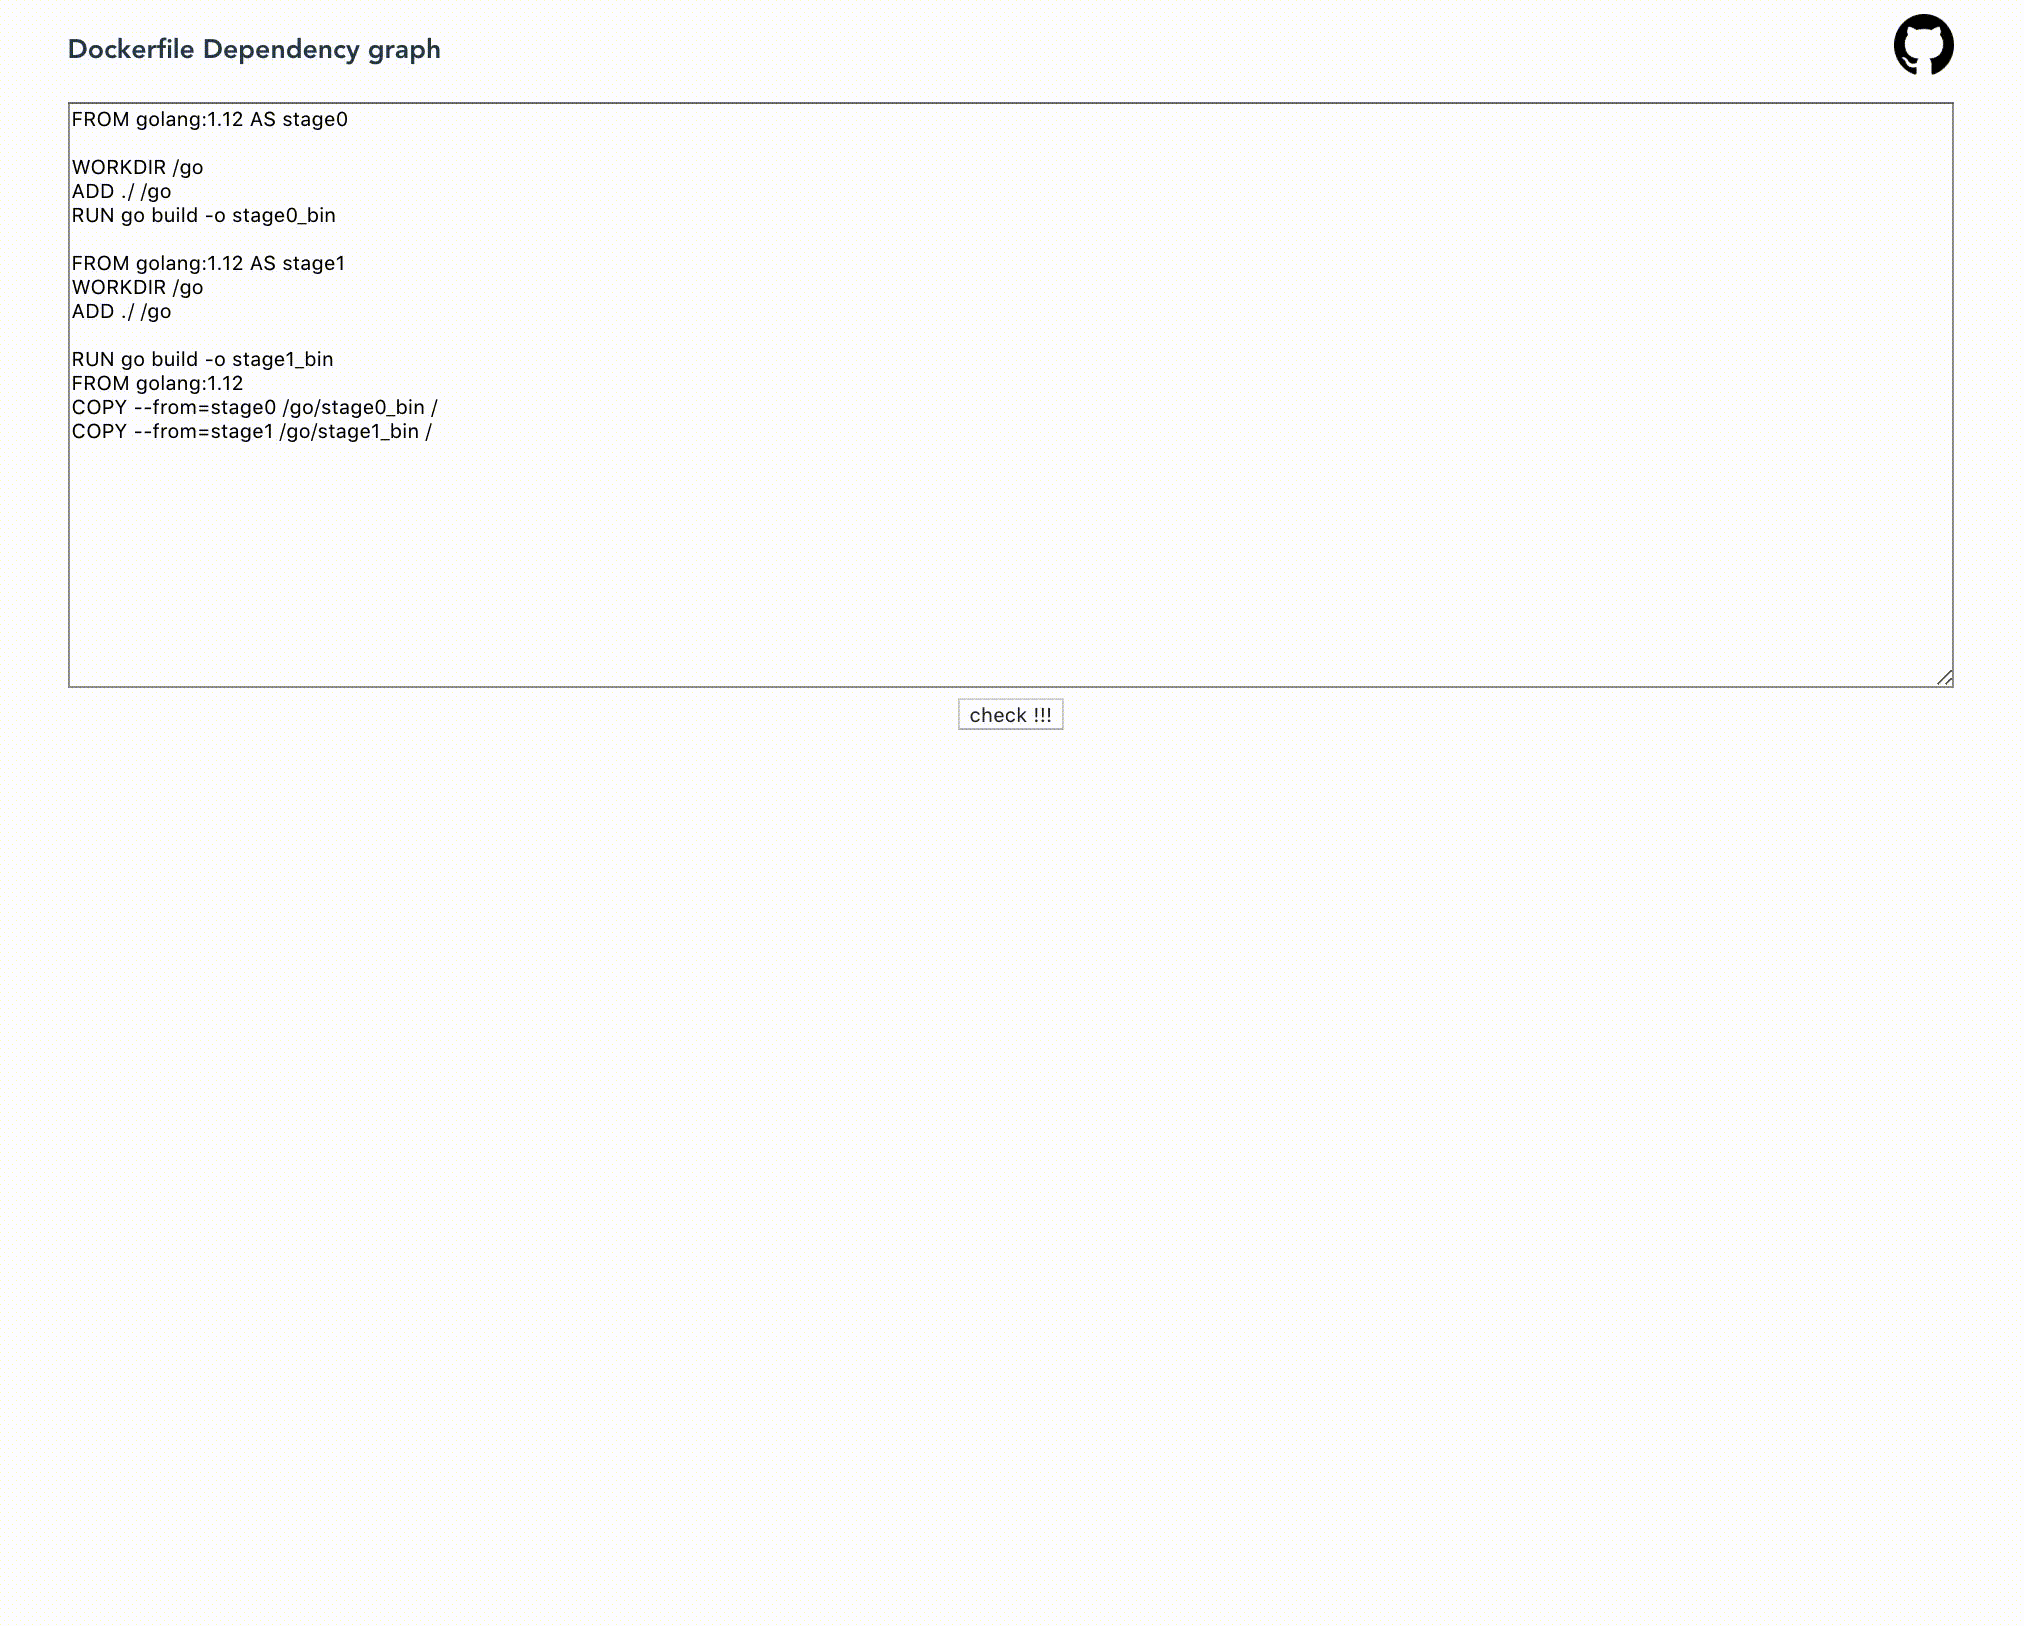 Dockerfile Dependency graph
FROM golang:1.12 AS stage0
WORKDIR /go
ADD ./ /go
RUN go build -o stage0_bin
FROM golang:1.12 AS stage1
WORKDIR /go
ADD ./ /go
RUN go build -o stage1_bin
FROM golang:1.12
COPY --from=stage0 /go/stage0_bin /
COPY --from=stage1 /go/stage1_bin /
check !!!